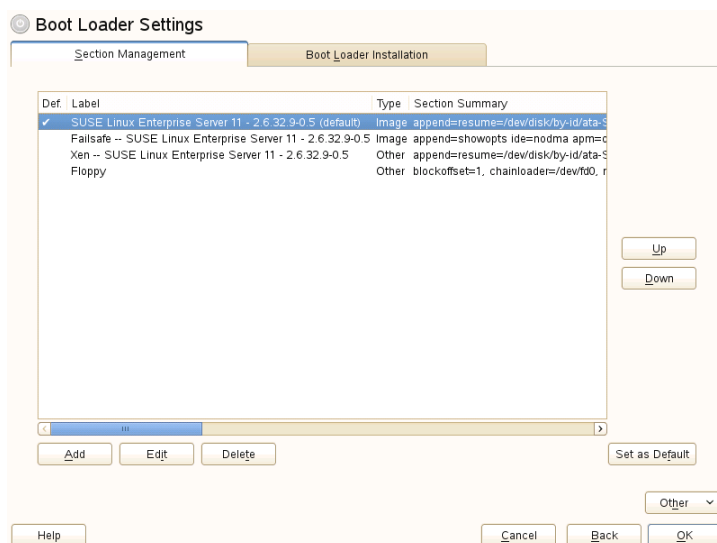 Boot Loader Settings
Section Management
Boot Loader Installation
Def. Label Type Section Summary
✔ SUSE Linux Enterprise Server 11 - 2.6.32.9-0.5 (default) Image append=resume=/dev/disk/by-id/ata-S
Failsafe -- SUSE Linux Enterprise Server 11 - 2.6.32.9-0.5 Image append=showopts ide=nodma apm=o
Xen -- SUSE Linux Enterprise Server 11 - 2.6.32.9-0.5 Other append=resume=/dev/disk/by-id/ata-S
Floppy Other blockoffset=1, chainloader=/dev/fd0, r
Up
Down
Add Edit Delete Set as Default
Other
Help Cancel Back OK